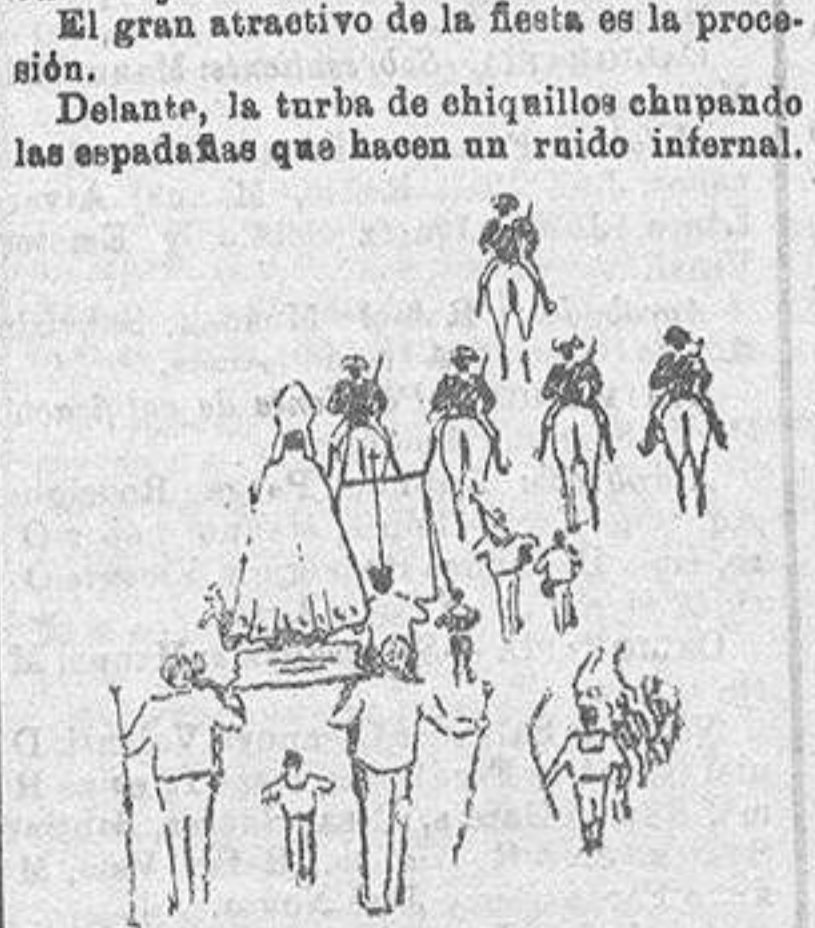 El gran atractivo de la fiesta es la proce-
sión.
Delante, la turba de chiquillos chupando
las espadañas que hacen un ruido infernal.